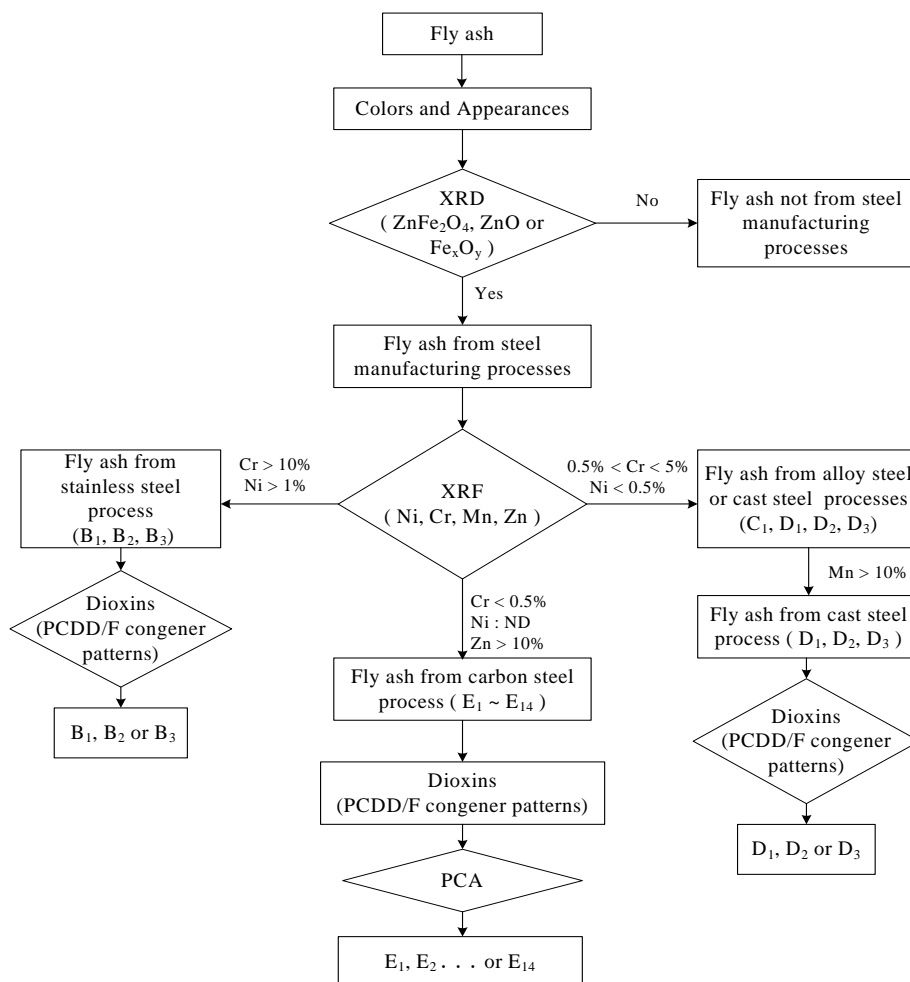 Fly ash
Colors and Appearances
XRD
( ZnFe₂O₄, ZnO or
FeₓOᵧ )
No
Fly ash not from steel
manufacturing
processes
Yes
Fly ash from steel
manufacturing processes
Fly ash from
stainless steel
process
(B₁, B₂, B₃)
Cr > 10%
Ni > 1%
XRF
( Ni, Cr, Mn, Zn )
0.5% < Cr < 5%
Ni < 0.5%
Fly ash from alloy steel
or cast steel processes
(C₁, D₁, D₂, D₃)
Mn > 10%
Dioxins
(PCDD/F congener
patterns)
Cr < 0.5%
Ni : ND
Zn > 10%
Fly ash from cast steel
process ( D₁, D₂, D₃ )
Fly ash from carbon steel
process ( E₁ ~ E₁₄ )
B₁, B₂ or B₃
Dioxins
(PCDD/F congener
patterns)
Dioxins
(PCDD/F congener patterns)
D₁, D₂ or D₃
PCA
E₁, E₂ . . . or E₁₄